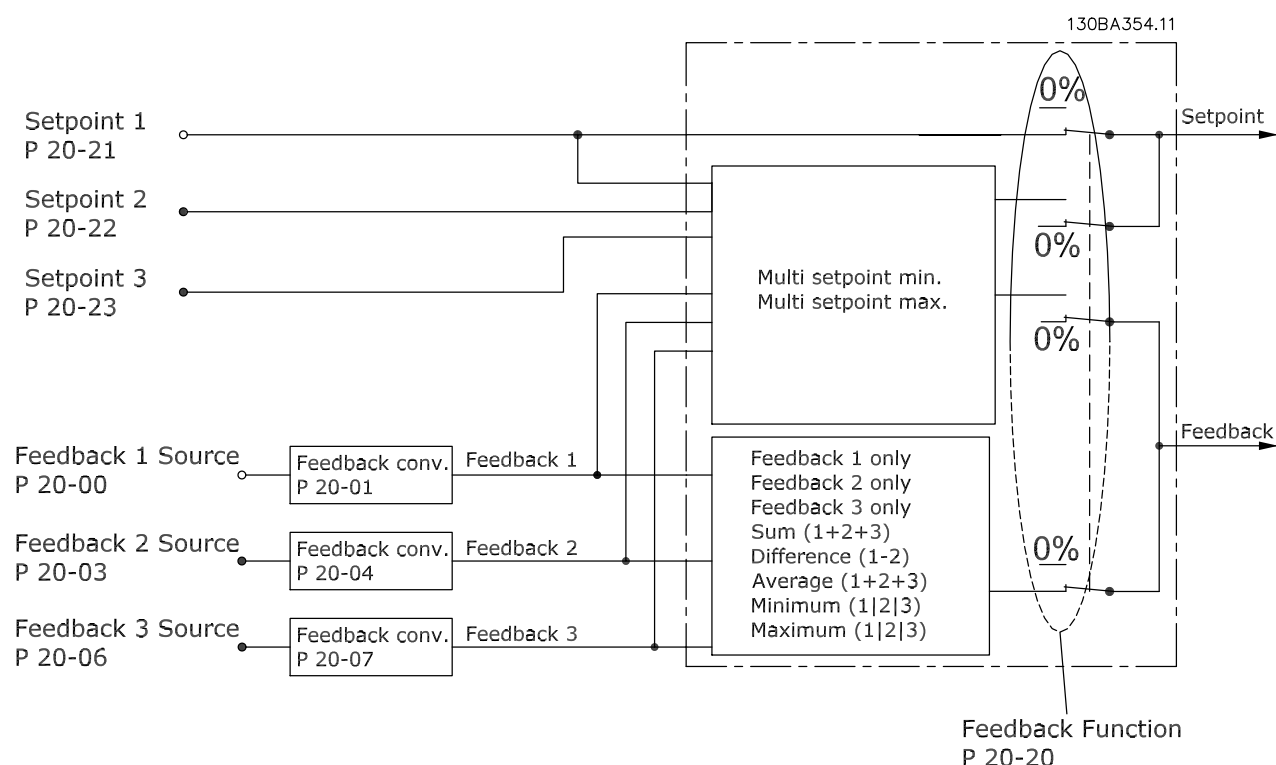 130BA354.11
Setpoint 1
P 20-21
Setpoint 2
P 20-22
Setpoint 3
P 20-23
0%
Setpoint
0%
0%
Multi setpoint min.
Multi setpoint max.
Feedback 1 Source
P 20-00
Feedback conv.
P 20-01
Feedback 1
Feedback 2 Source
P 20-03
Feedback conv.
P 20-04
Feedback 2
Feedback 3 Source
P 20-06
Feedback conv.
P 20-07
Feedback 3
Feedback 1 only
Feedback 2 only
Feedback 3 only
Sum (1+2+3)
Difference (1-2)
Average (1+2+3)
Minimum (1|2|3)
Maximum (1|2|3)
0%
Feedback
Feedback Function
P 20-20